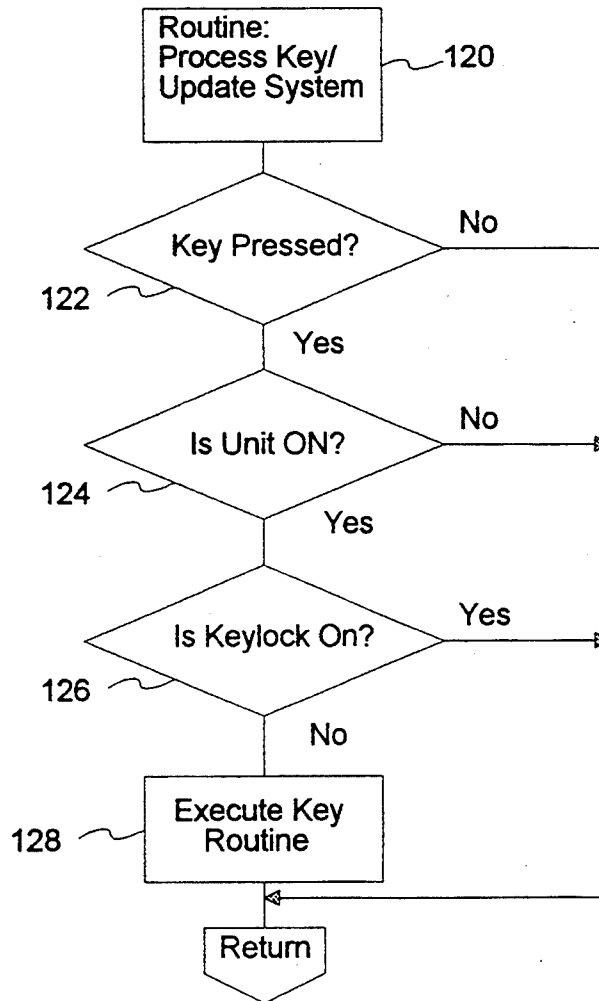 Routine:
Process Key/
Update System
120
No
Key Pressed?
122
Yes
No
Is Unit ON?
124
Yes
Yes
Is Keylock On?
126
No
Execute Key
Routine
128
Return